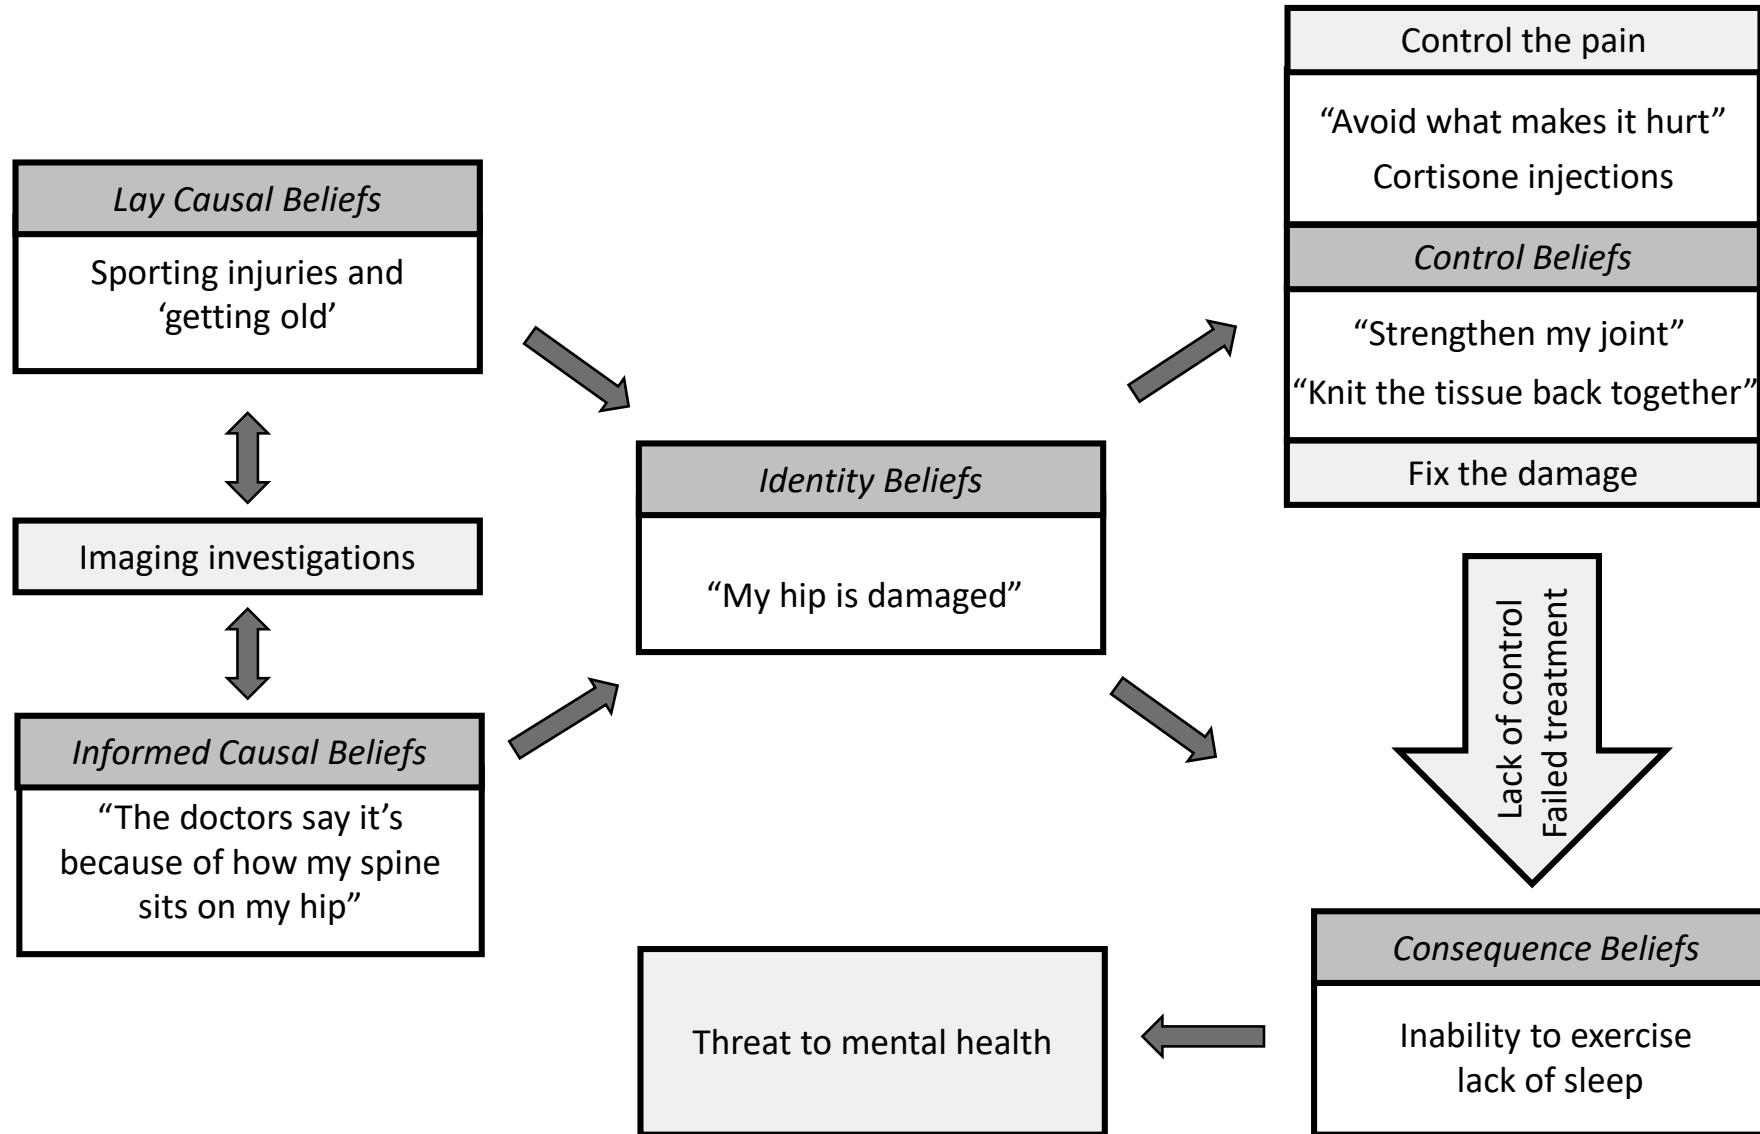 Lay Causal Beliefs
Sporting injuries and
‘getting old’
Imaging investigations
Informed Causal Beliefs
“The doctors say it’s
because of how my spine
sits on my hip”
Identity Beliefs
“My hip is damaged”
Control the pain
“Avoid what makes it hurt”
Cortisone injections
Control Beliefs
“Strengthen my joint”
“Knit the tissue back together”
Fix the damage
Lack of control
Failed treatment
Consequence Beliefs
Inability to exercise
lack of sleep
Threat to mental health